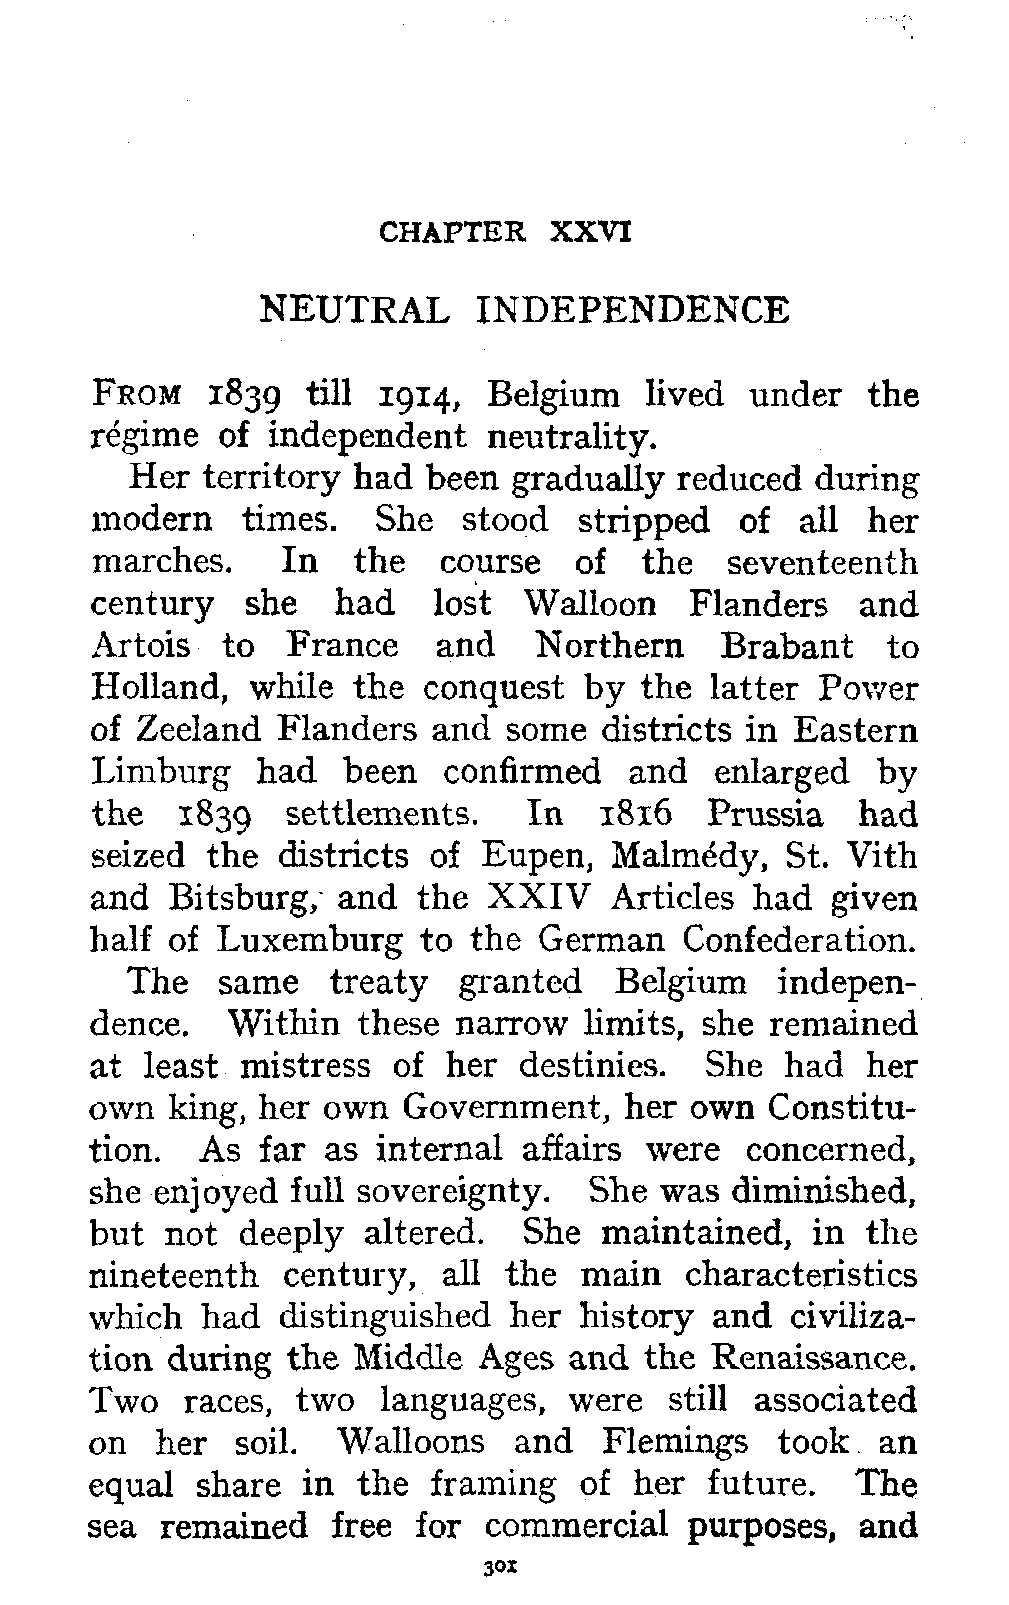 CHAPTER XXVI
NEUTRAL INDEPENDENCE
FROM 1839 till 1914, Belgium lived under the
régime of independent neutrality.
Her territory had been gradually reduced during
modern times. She stood stripped of all her
marches. In the course of the seventeenth
century she had lost Walloon Flanders and
Artois to France and Northern Brabant to
Holland, while the conquest by the latter Power
of Zeeland Flanders and some districts in Eastern
Limburg had been confirmed and enlarged by
the 1839 settlements. In 1816 Prussia had
seized the districts of Eupen, Malmédy, St. Vith
and Bitsburg, and the XXIV Articles had given
half of Luxemburg to the German Confederation.
The same treaty granted Belgium indepen-
dence. Within these narrow limits, she remained
at least mistress of her destinies. She had her
own king, her own Government, her own Constitu-
tion. As far as internal affairs were concerned,
she enjoyed full sovereignty. She was diminished,
but not deeply altered. She maintained, in the
nineteenth century, all the main characteristics
which had distinguished her history and civiliza-
tion during the Middle Ages and the Renaissance.
Two races, two languages, were still associated
on her soil. Walloons and Flemings took an
equal share in the framing of her future. The
sea remained free for commercial purposes, and
301